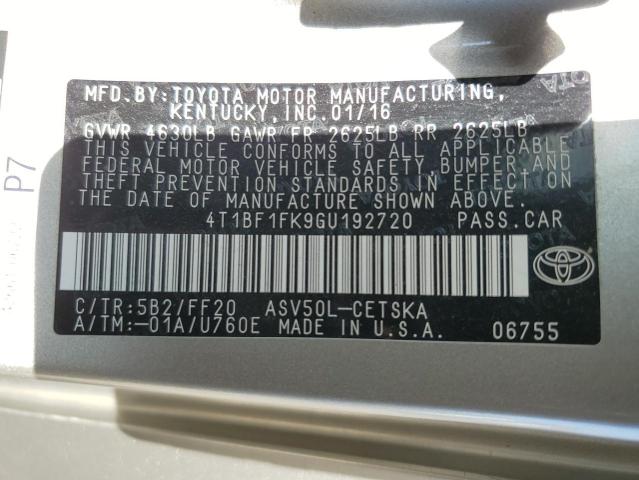 MFD.BY:TOYOTA MOTOR MANUFACTURING,
KENTUCKY,INC.01/16
GVWR 4630LB GAWR FR 2625LB RR 2625LB
THIS VEHICLE CONFORMS TO ALL APPLICABLE
FEDERAL MOTOR VEHICLE SAFETY,BUMPER AND
THEFT PREVENTION STANDARDS IN EFFECT ON
THE DATE OF MANUFACTURE SHOWN ABOVE.
4T1BF1FK9GU192720 PASS.CAR
C/TR:5B2/FF20 ASV50L-CETSKA
A/TM:-01A/U760E MADE IN U.S.A. 06755
P7